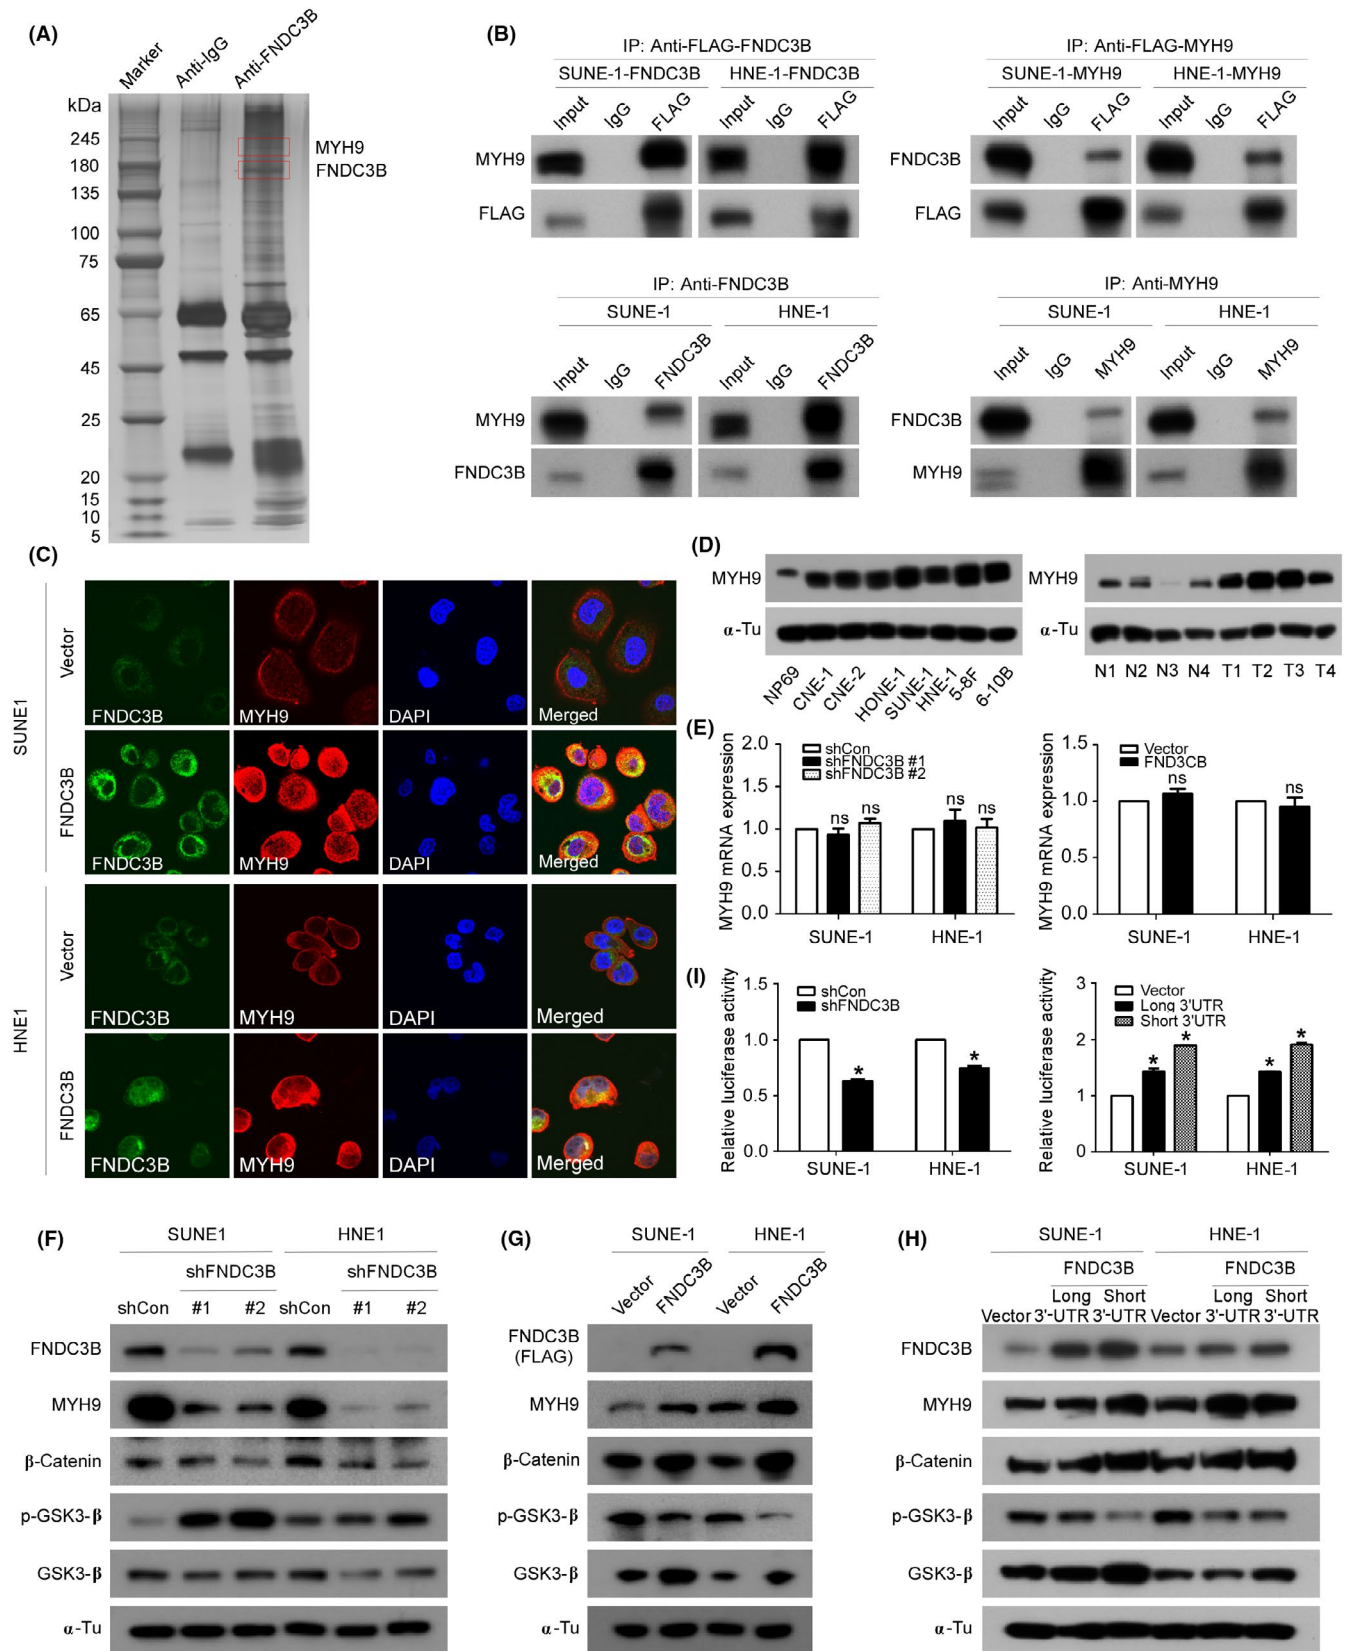 (A)
Marker
Anti-IgG
Anti-FNDC3B
kDa
245
180
135
100
75
65
45
25
20
15
10
5
MYH9
FNDC3B
(B)
IP: Anti-FLAG-FNDC3B
SUNE-1-FNDC3B HNE-1-FNDC3B
Input IgG FLAG Input IgG FLAG
MYH9
FLAG
IP: Anti-FLAG-MYH9
SUNE-1-MYH9 HNE-1-MYH9
Input IgG FLAG Input IgG FLAG
FNDC3B
FLAG
IP: Anti-FNDC3B
SUNE-1 HNE-1
Input IgG FNDC3B Input IgG FNDC3B
MYH9
FNDC3B
IP: Anti-MYH9
SUNE-1 HNE-1
Input IgG MYH9 Input IgG MYH9
FNDC3B
MYH9
(C)
SUNE1
Vector
FNDC3B MYH9 DAPI Merged
FNDC3B
FNDC3B MYH9 DAPI Merged
HNE1
Vector
FNDC3B MYH9 DAPI Merged
FNDC3B
FNDC3B MYH9 DAPI Merged
(D)
MYH9
α-Tu
NP69 CNE-1 CNE-2 HONE-1 SUNE-1 HNE-1 5-8F 6-10B
MYH9
α-Tu
N1 N2 N3 N4 T1 T2 T3 T4
(E)
MYH9 mRNA expression
2.0
1.5
1.0
0.5
0.0
shCon
shFNDC3B #1
shFNDC3B #2
ns ns ns ns
SUNE-1 HNE-1
MYH9 mRNA expression
1.5
1.0
0.5
0.0
Vector
FND3CB
ns ns
SUNE-1 HNE-1
(I)
Relative luciferase activity
1.5
1.0
0.5
0.0
shCon
shFNDC3B
* *
SUNE-1 HNE-1
Relative luciferase activity
3
2
1
0
Vector
Long 3'UTR
Short 3'UTR
* * * *
SUNE-1 HNE-1
(F)
SUNE1 HNE1
shFNDC3B shFNDC3B
shCon #1 #2 shCon #1 #2
FNDC3B
MYH9
β-Catenin
p-GSK3-β
GSK3-β
α-Tu
(G)
SUNE-1 HNE-1
Vector FNDC3B Vector FNDC3B
FNDC3B
(FLAG)
MYH9
β-Catenin
p-GSK3-β
GSK3-β
α-Tu
(H)
SUNE-1 HNE-1
FNDC3B FNDC3B
Long Short Long Short
Vector 3'-UTR 3'-UTR Vector 3'-UTR 3'-UTR
FNDC3B
MYH9
β-Catenin
p-GSK3-β
GSK3-β
α-Tu